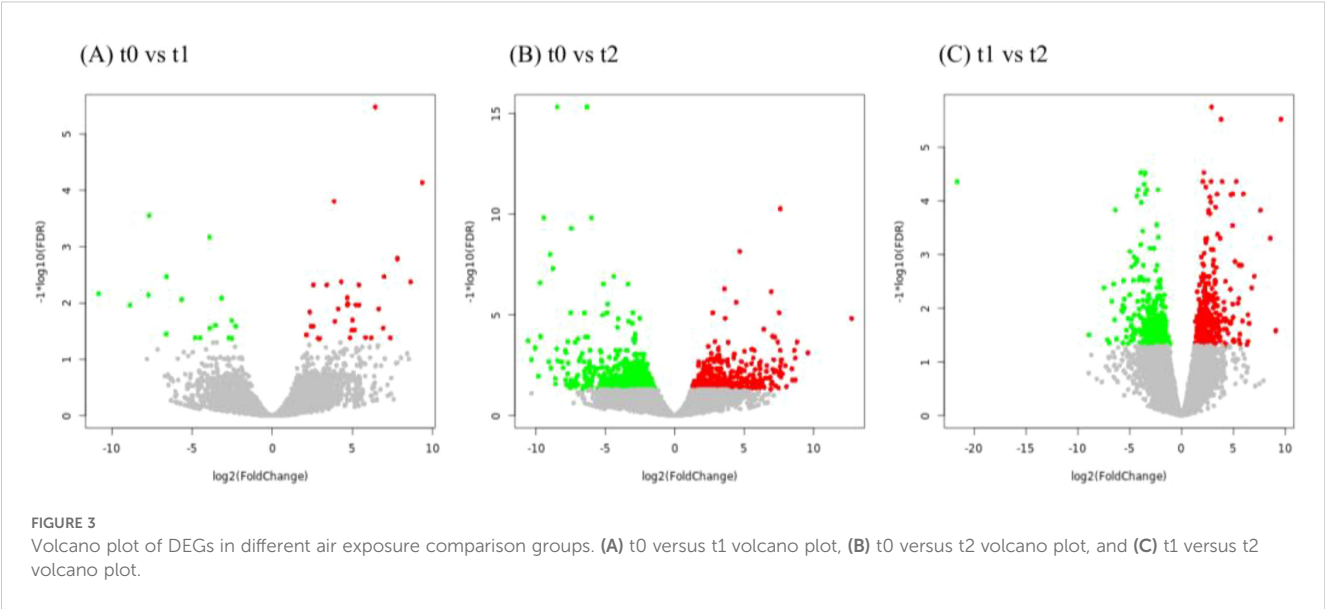 (A) t0 vs t1
(B) t0 vs t2
(C) t1 vs t2
-1*log10(FDR)
5
4
3
2
1
0
-10
-5
0
5
10
log2(FoldChange)
-1*log10(FDR)
15
10
5
0
-10
-5
0
5
10
log2(FoldChange)
-1*log10(FDR)
5
4
3
2
1
0
-20
-15
-10
-5
0
5
10
log2(FoldChange)
FIGURE 3
Volcano plot of DEGs in different air exposure comparison groups. (A) t0 versus t1 volcano plot, (B) t0 versus t2 volcano plot, and (C) t1 versus t2
volcano plot.